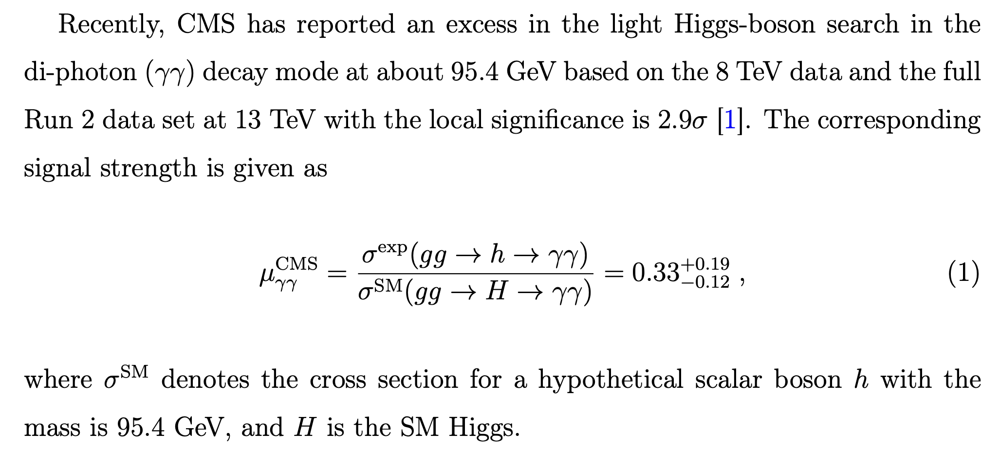 Recently, CMS has reported an excess in the light Higgs-boson search in the
di-photon (γγ) decay mode at about 95.4 GeV based on the 8 TeV data and the full
Run 2 data set at 13 TeV with the local significance is 2.9σ [1]. The corresponding
signal strength is given as
μ_{γγ}^{CMS} = \frac{σ^{exp}(gg → h → γγ)}{σ^{SM}(gg → H → γγ)} = 0.33^{+0.19}_{−0.12} , (1)
where σ^{SM} denotes the cross section for a hypothetical scalar boson h with the
mass is 95.4 GeV, and H is the SM Higgs.